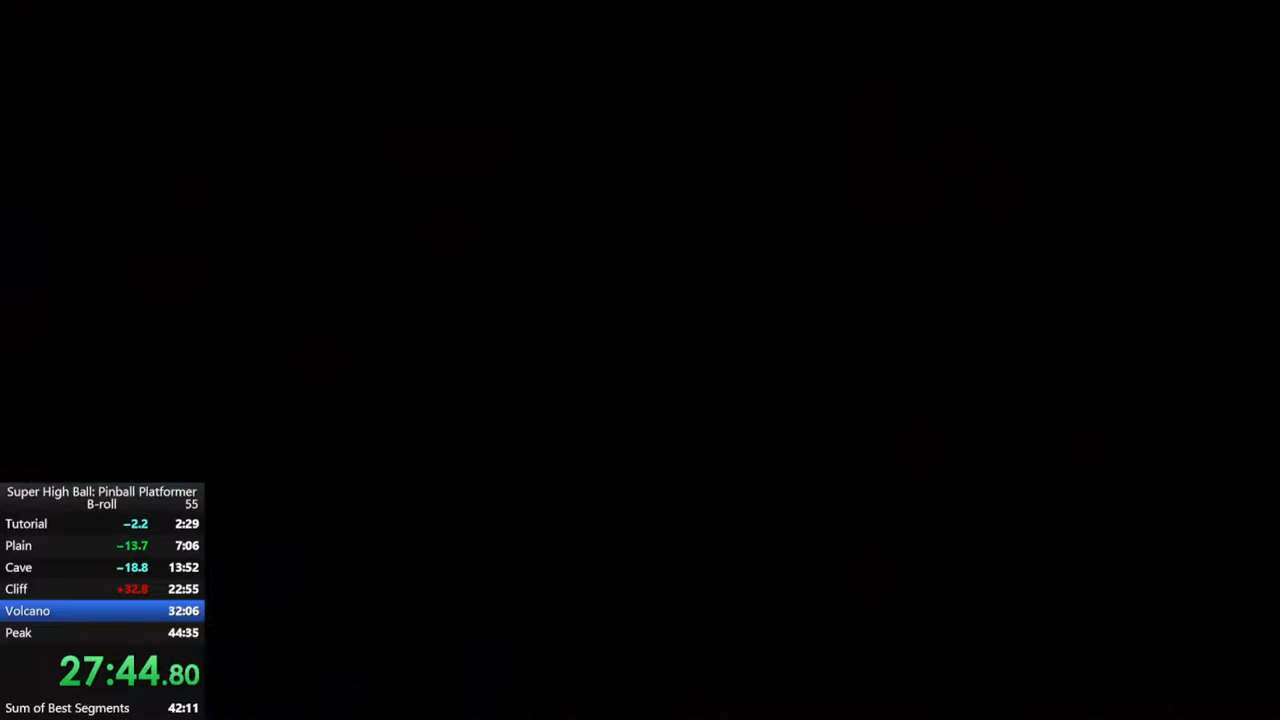 Super High Ball: Pinball Platformer
B-roll 55
Tutorial −2.2 2:29
Plain −13.7 7:06
Cave −18.8 13:52
Cliff +32.8 22:55
Volcano 32:06
Peak 44:35
27:44.80
Sum of Best Segments 42:11